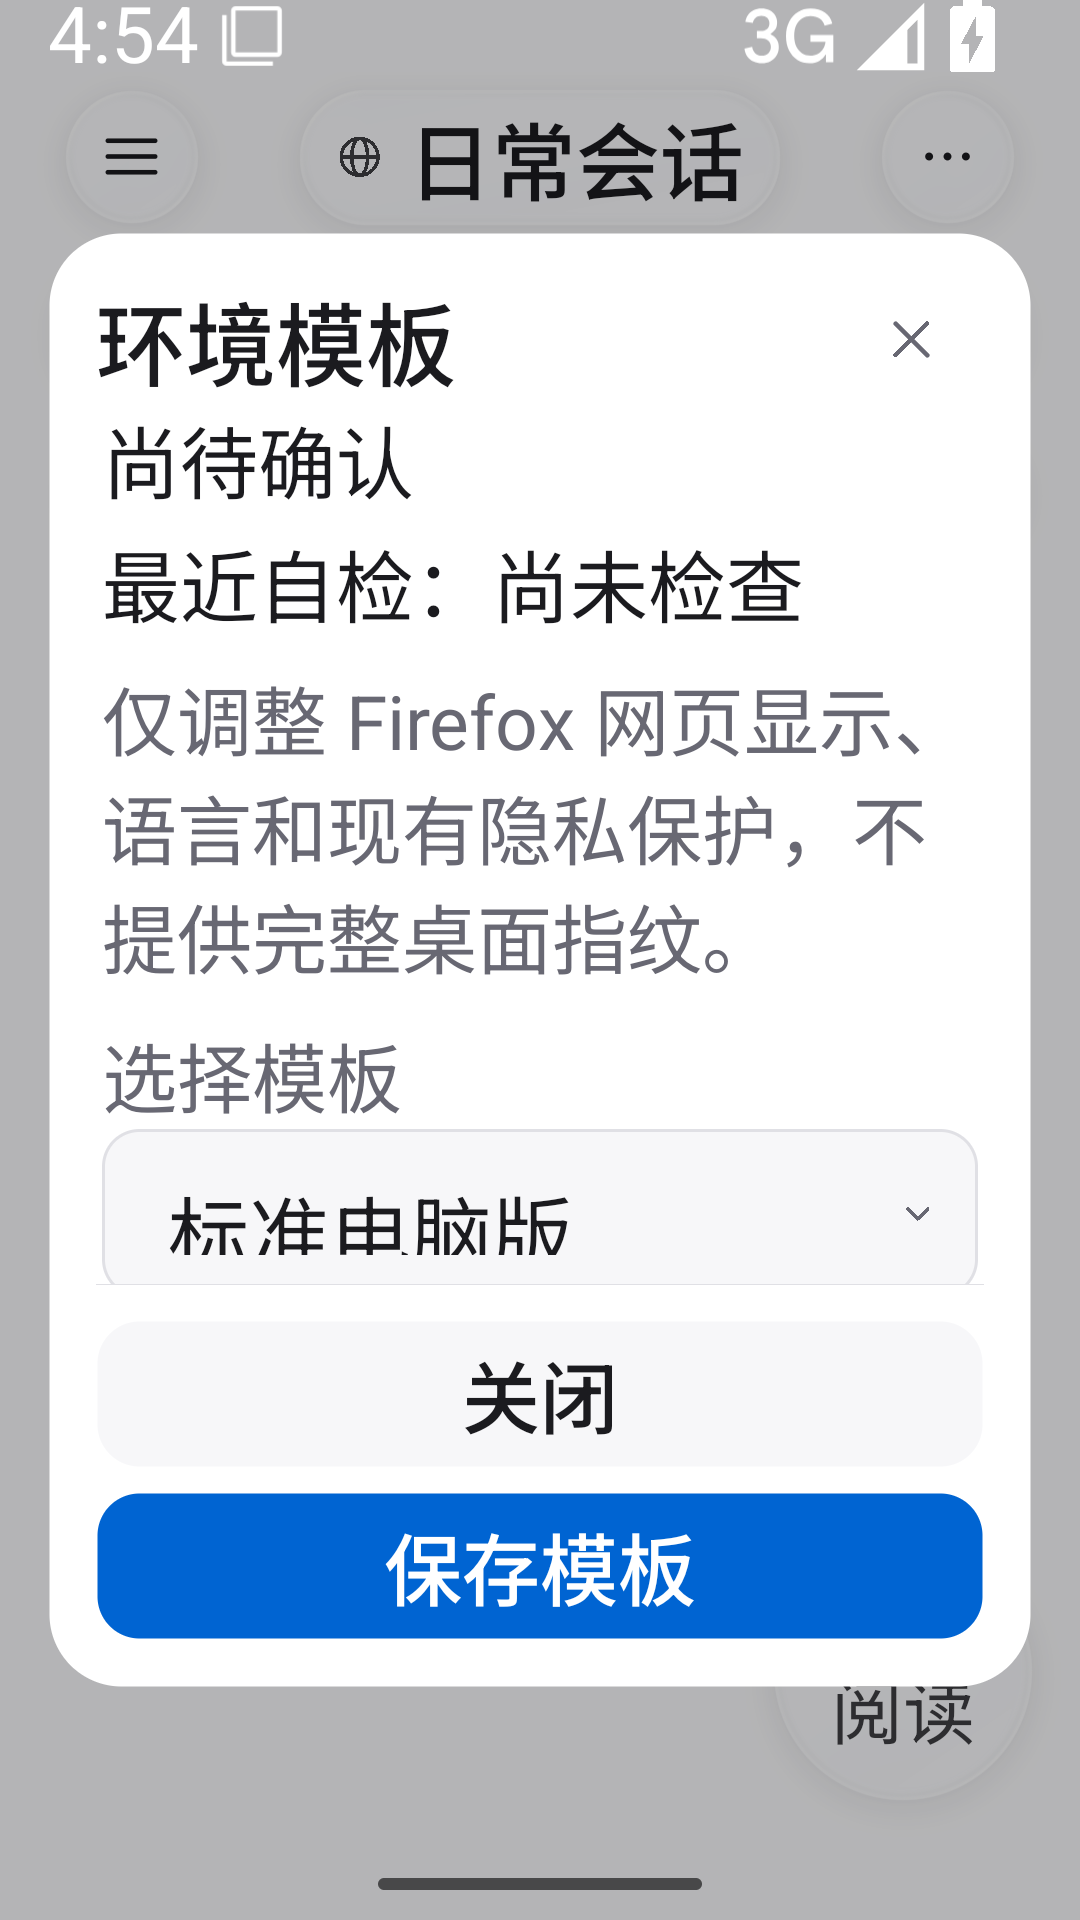 4:54
3G
日常会话
环境模板
尚待确认
最近自检：尚未检查
仅调整 Firefox 网页显示、
语言和现有隐私保护，不
提供完整桌面指纹。
选择模板
标准电脑版
关闭
保存模板
阅读